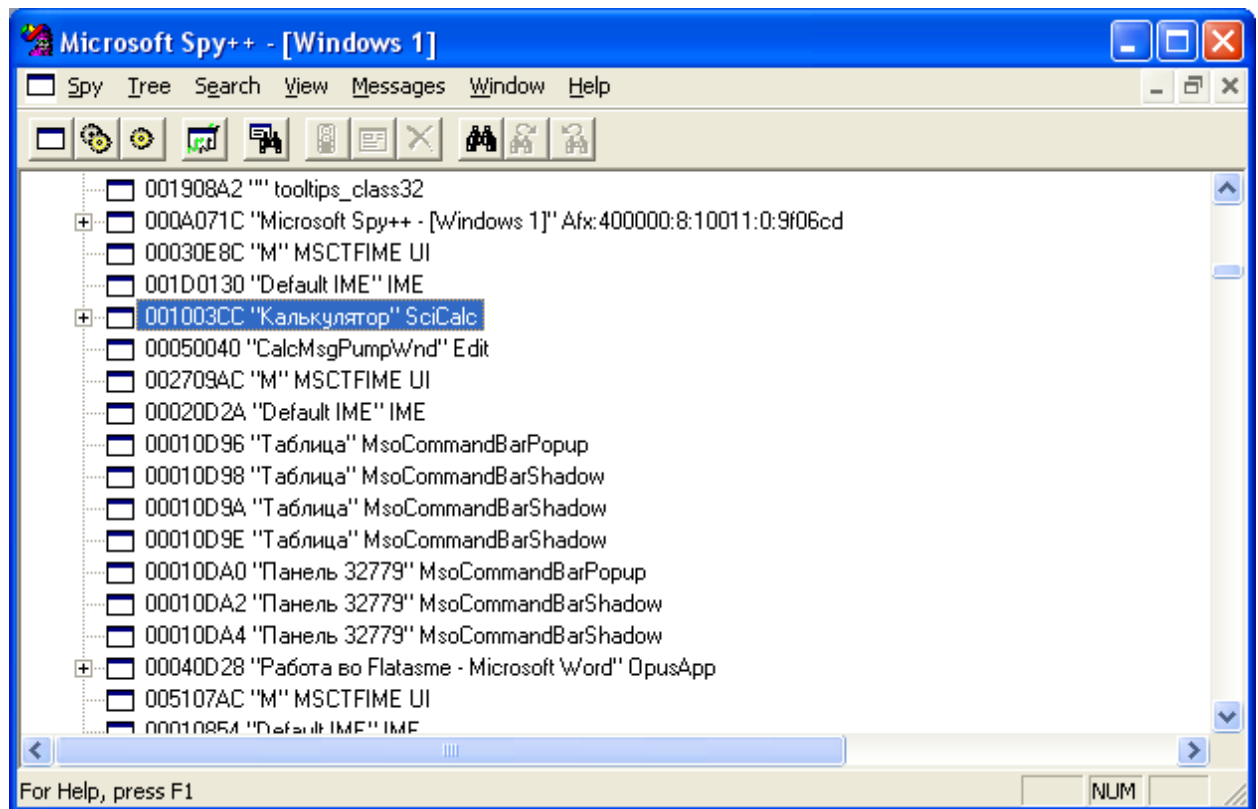 Microsoft Spy++ - [Windows 1]
Spy Tree Search View Messages Window Help
001908A2 "" tooltips_class32
000A071C "Microsoft Spy++ - [Windows 1]" Afx:400000:8:10011:0:9f06cd
00030E8C "M" MSCTFIME UI
001D0130 "Default IME" IME
001003CC "Калькулятор" SciCalc
00050040 "CalcMsgPumpWnd" Edit
002709AC "M" MSCTFIME UI
00020D2A "Default IME" IME
00010D96 "Таблица" MsoCommandBarPopup
00010D98 "Таблица" MsoCommandBarShadow
00010D9A "Таблица" MsoCommandBarShadow
00010D9E "Таблица" MsoCommandBarShadow
00010DA0 "Панель 32779" MsoCommandBarPopup
00010DA2 "Панель 32779" MsoCommandBarShadow
00010DA4 "Панель 32779" MsoCommandBarShadow
00040D28 "Работа во Flatasme - Microsoft Word" OpusApp
005107AC "M" MSCTFIME UI
00010854 "Default IME" IME
For Help, press F1
NUM